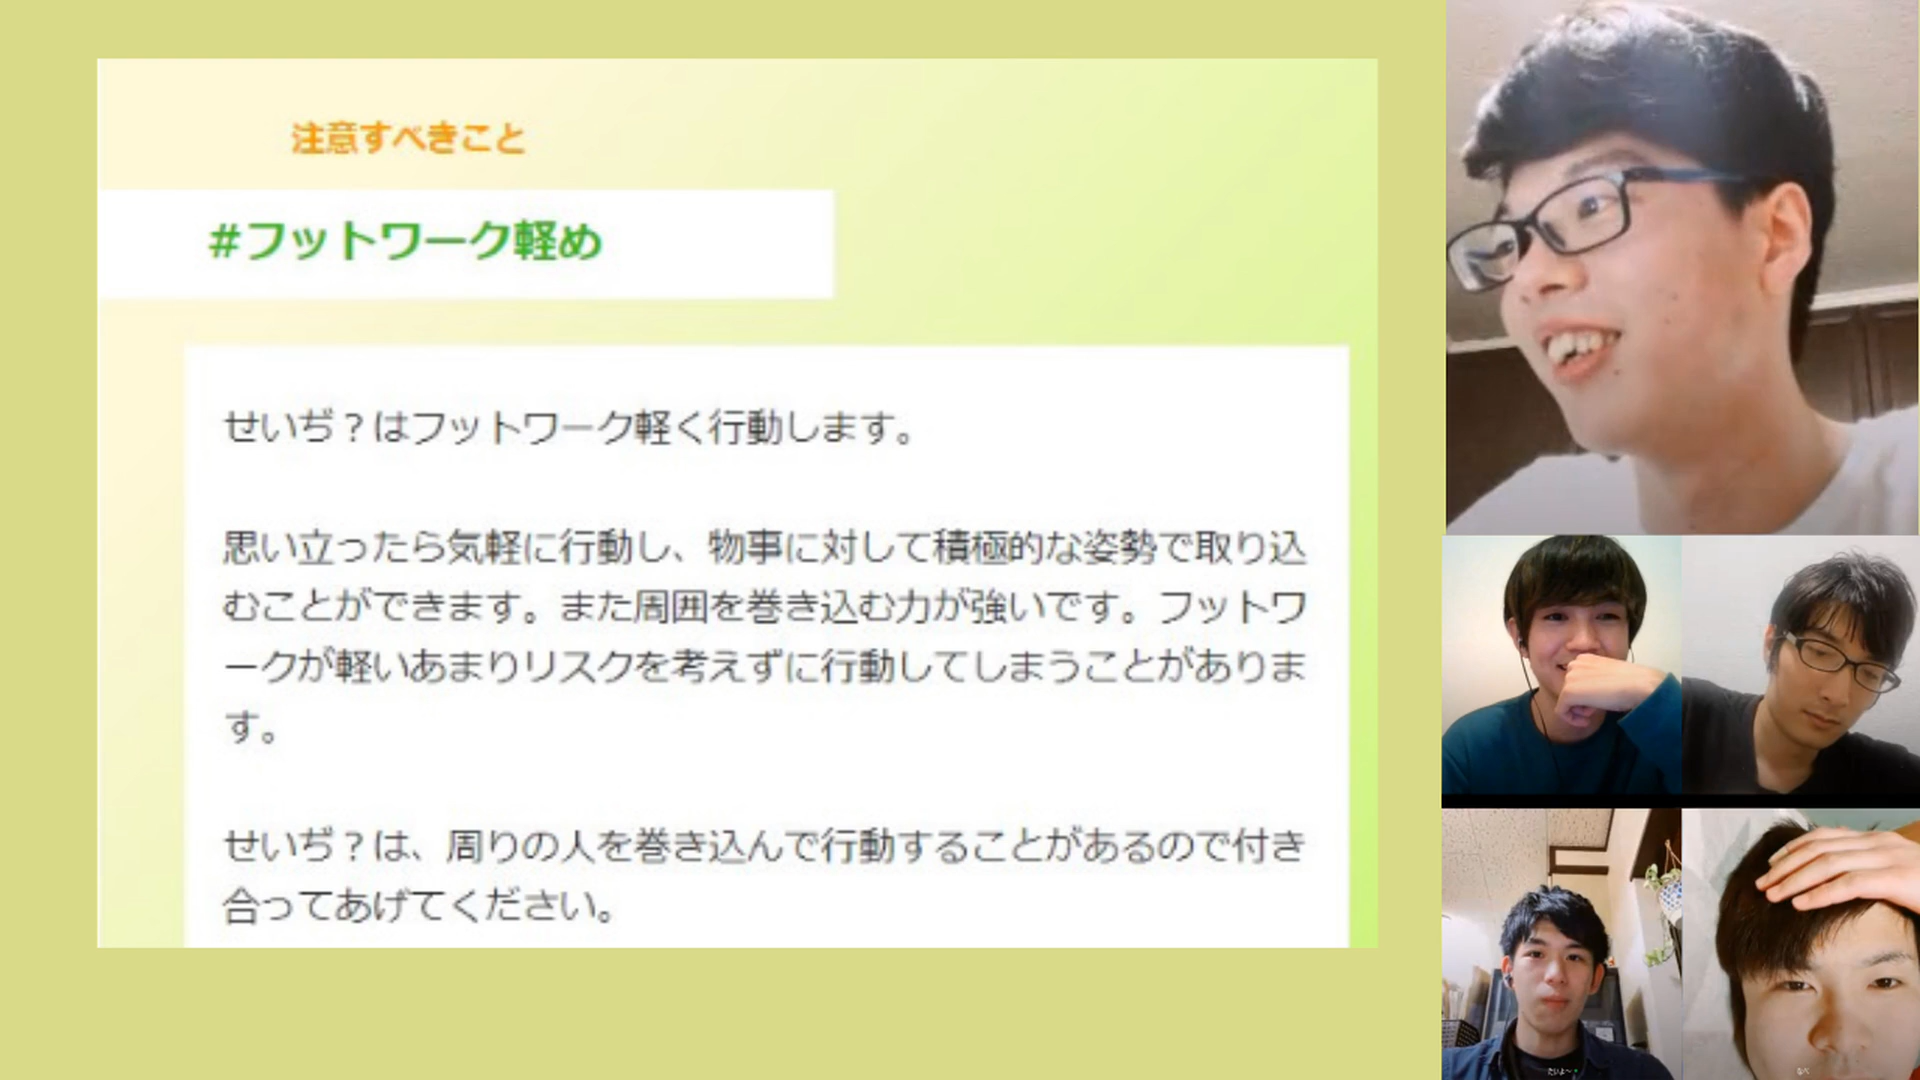 注意すべきこと
#フットワーク軽め
せいぢ？はフットワーク軽く行動します。
思い立ったら気軽に行動し、物事に対して積極的な姿勢で取り込
むことができます。また周囲を巻き込む力が強いです。フットワ
ークが軽いあまりリスクを考えずに行動してしまうことがありま
す。
せいぢ？は、周りの人を巻き込んで行動することがあるので付き
合ってあげてください。
たいよ〜
なべ